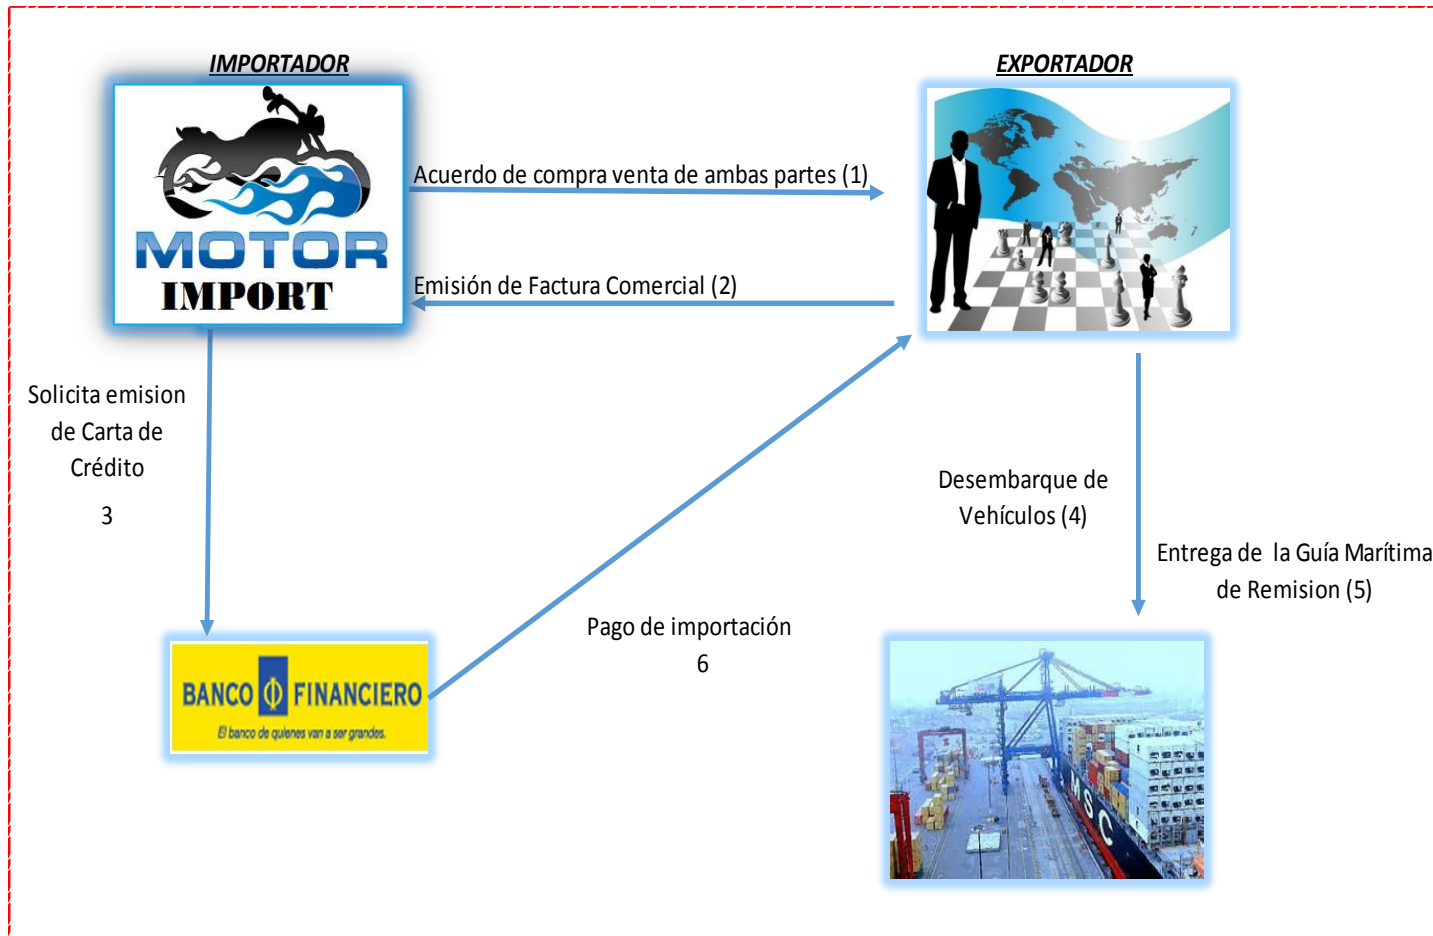 IMPORTADOR
EXPORTADOR
MOTOR
IMPORT
Acuerdo de compra venta de ambas partes (1)
Emisión de Factura Comercial (2)
Solicita emision
de Carta de
Crédito
3
Desembarque de
Vehículos (4)
Entrega de la Guía Marítima
de Remision (5)
Pago de importación
6
BANCO FINANCIERO
El banco de quienes van a ser grandes.
MSC